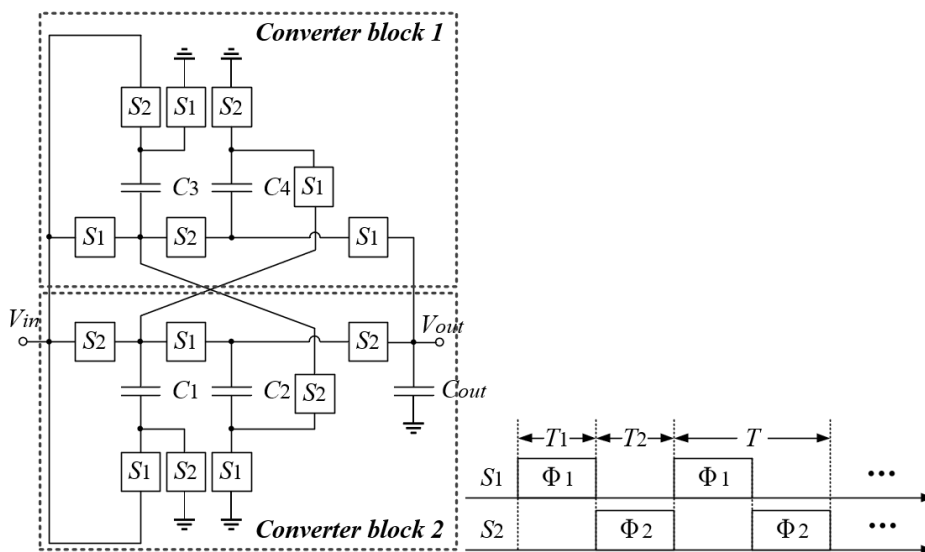 Converter block 1
S2 S1 S2
C3 C4 S1
S1 S2 S1
Vin Vout
S2 S1 S2
C1 C2 S2 Cout
S1 S2 S1
Converter block 2
T1 T2 T
S1 Φ1 Φ1 •••
S2 Φ2 Φ2 •••